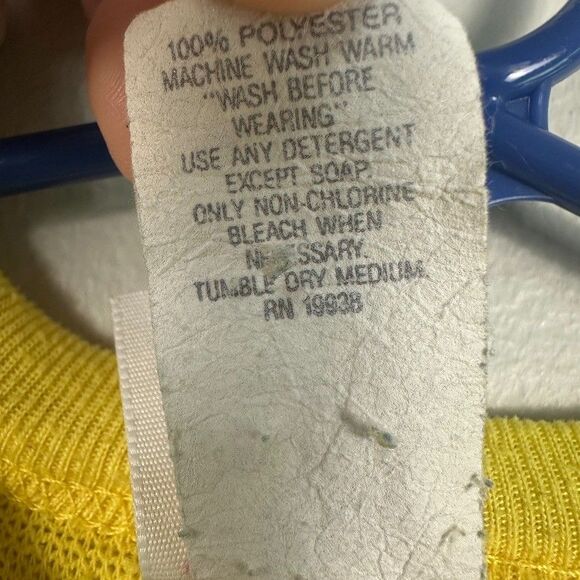 100% POLYESTER
MACHINE WASH WARM
"WASH BEFORE
WEARING"
USE ANY DETERGENT
EXCEPT SOAP.
ONLY NON-CHLORINE
BLEACH WHEN
TUMBLE DRY MEDIUM.
RN 19938